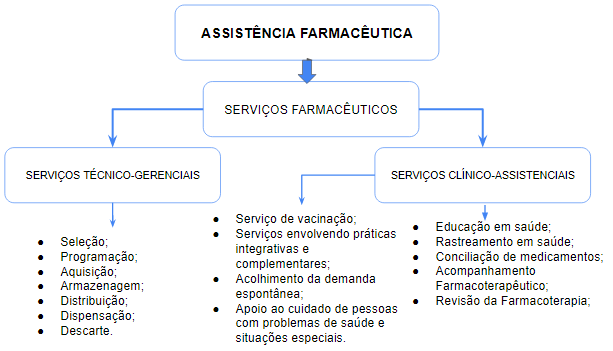 ASSISTÊNCIA FARMACÊUTICA
SERVIÇOS FARMACÊUTICOS
SERVIÇOS TÉCNICO-GERENCIAIS
SERVIÇOS CLÍNICO-ASSISTENCIAIS
● Seleção;
● Programação;
● Aquisição;
● Armazenagem;
● Distribuição;
● Dispensação;
● Descarte.
● Serviço de vacinação;
● Serviços envolvendo práticas
integrativas e
complementares;
● Acolhimento da demanda
espontânea;
● Apoio ao cuidado de pessoas
com problemas de saúde e
situações especiais.
● Educação em saúde;
● Rastreamento em saúde;
● Conciliação de medicamentos;
● Acompanhamento
Farmacoterapêutico;
● Revisão da Farmacoterapia;